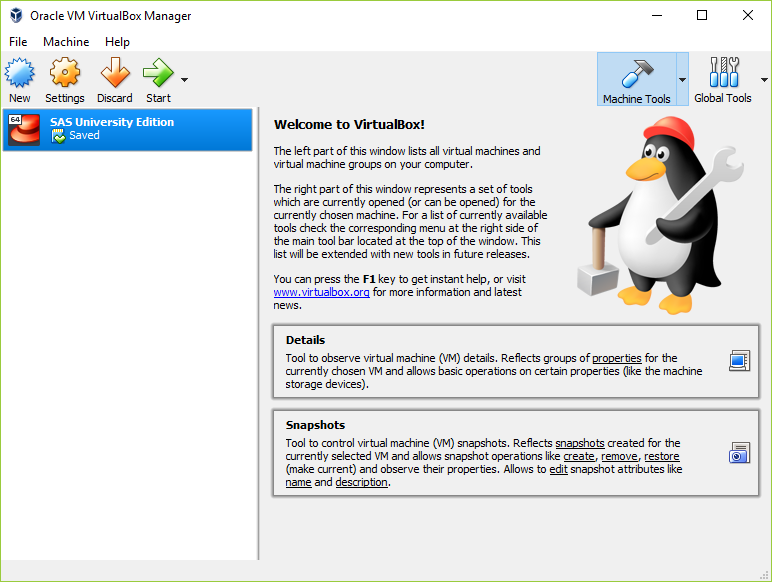 Oracle VM VirtualBox Manager
File Machine Help
New Settings Discard Start Machine Tools Global Tools
64
SAS University Edition
Saved
Welcome to VirtualBox!
The left part of this window lists all virtual machines and
virtual machine groups on your computer.
The right part of this window represents a set of tools
which are currently opened (or can be opened) for the
currently chosen machine. For a list of currently available
tools check the corresponding menu at the right side of
the main tool bar located at the top of the window. This
list will be extended with new tools in future releases.
You can press the F1 key to get instant help, or visit
www.virtualbox.org for more information and latest
news.
Details
Tool to observe virtual machine (VM) details. Reflects groups of properties for the
currently chosen VM and allows basic operations on certain properties (like the machine
storage devices).
Snapshots
Tool to control virtual machine (VM) snapshots. Reflects snapshots created for the
currently selected VM and allows snapshot operations like create, remove, restore
(make current) and observe their properties. Allows to edit snapshot attributes like
name and description.